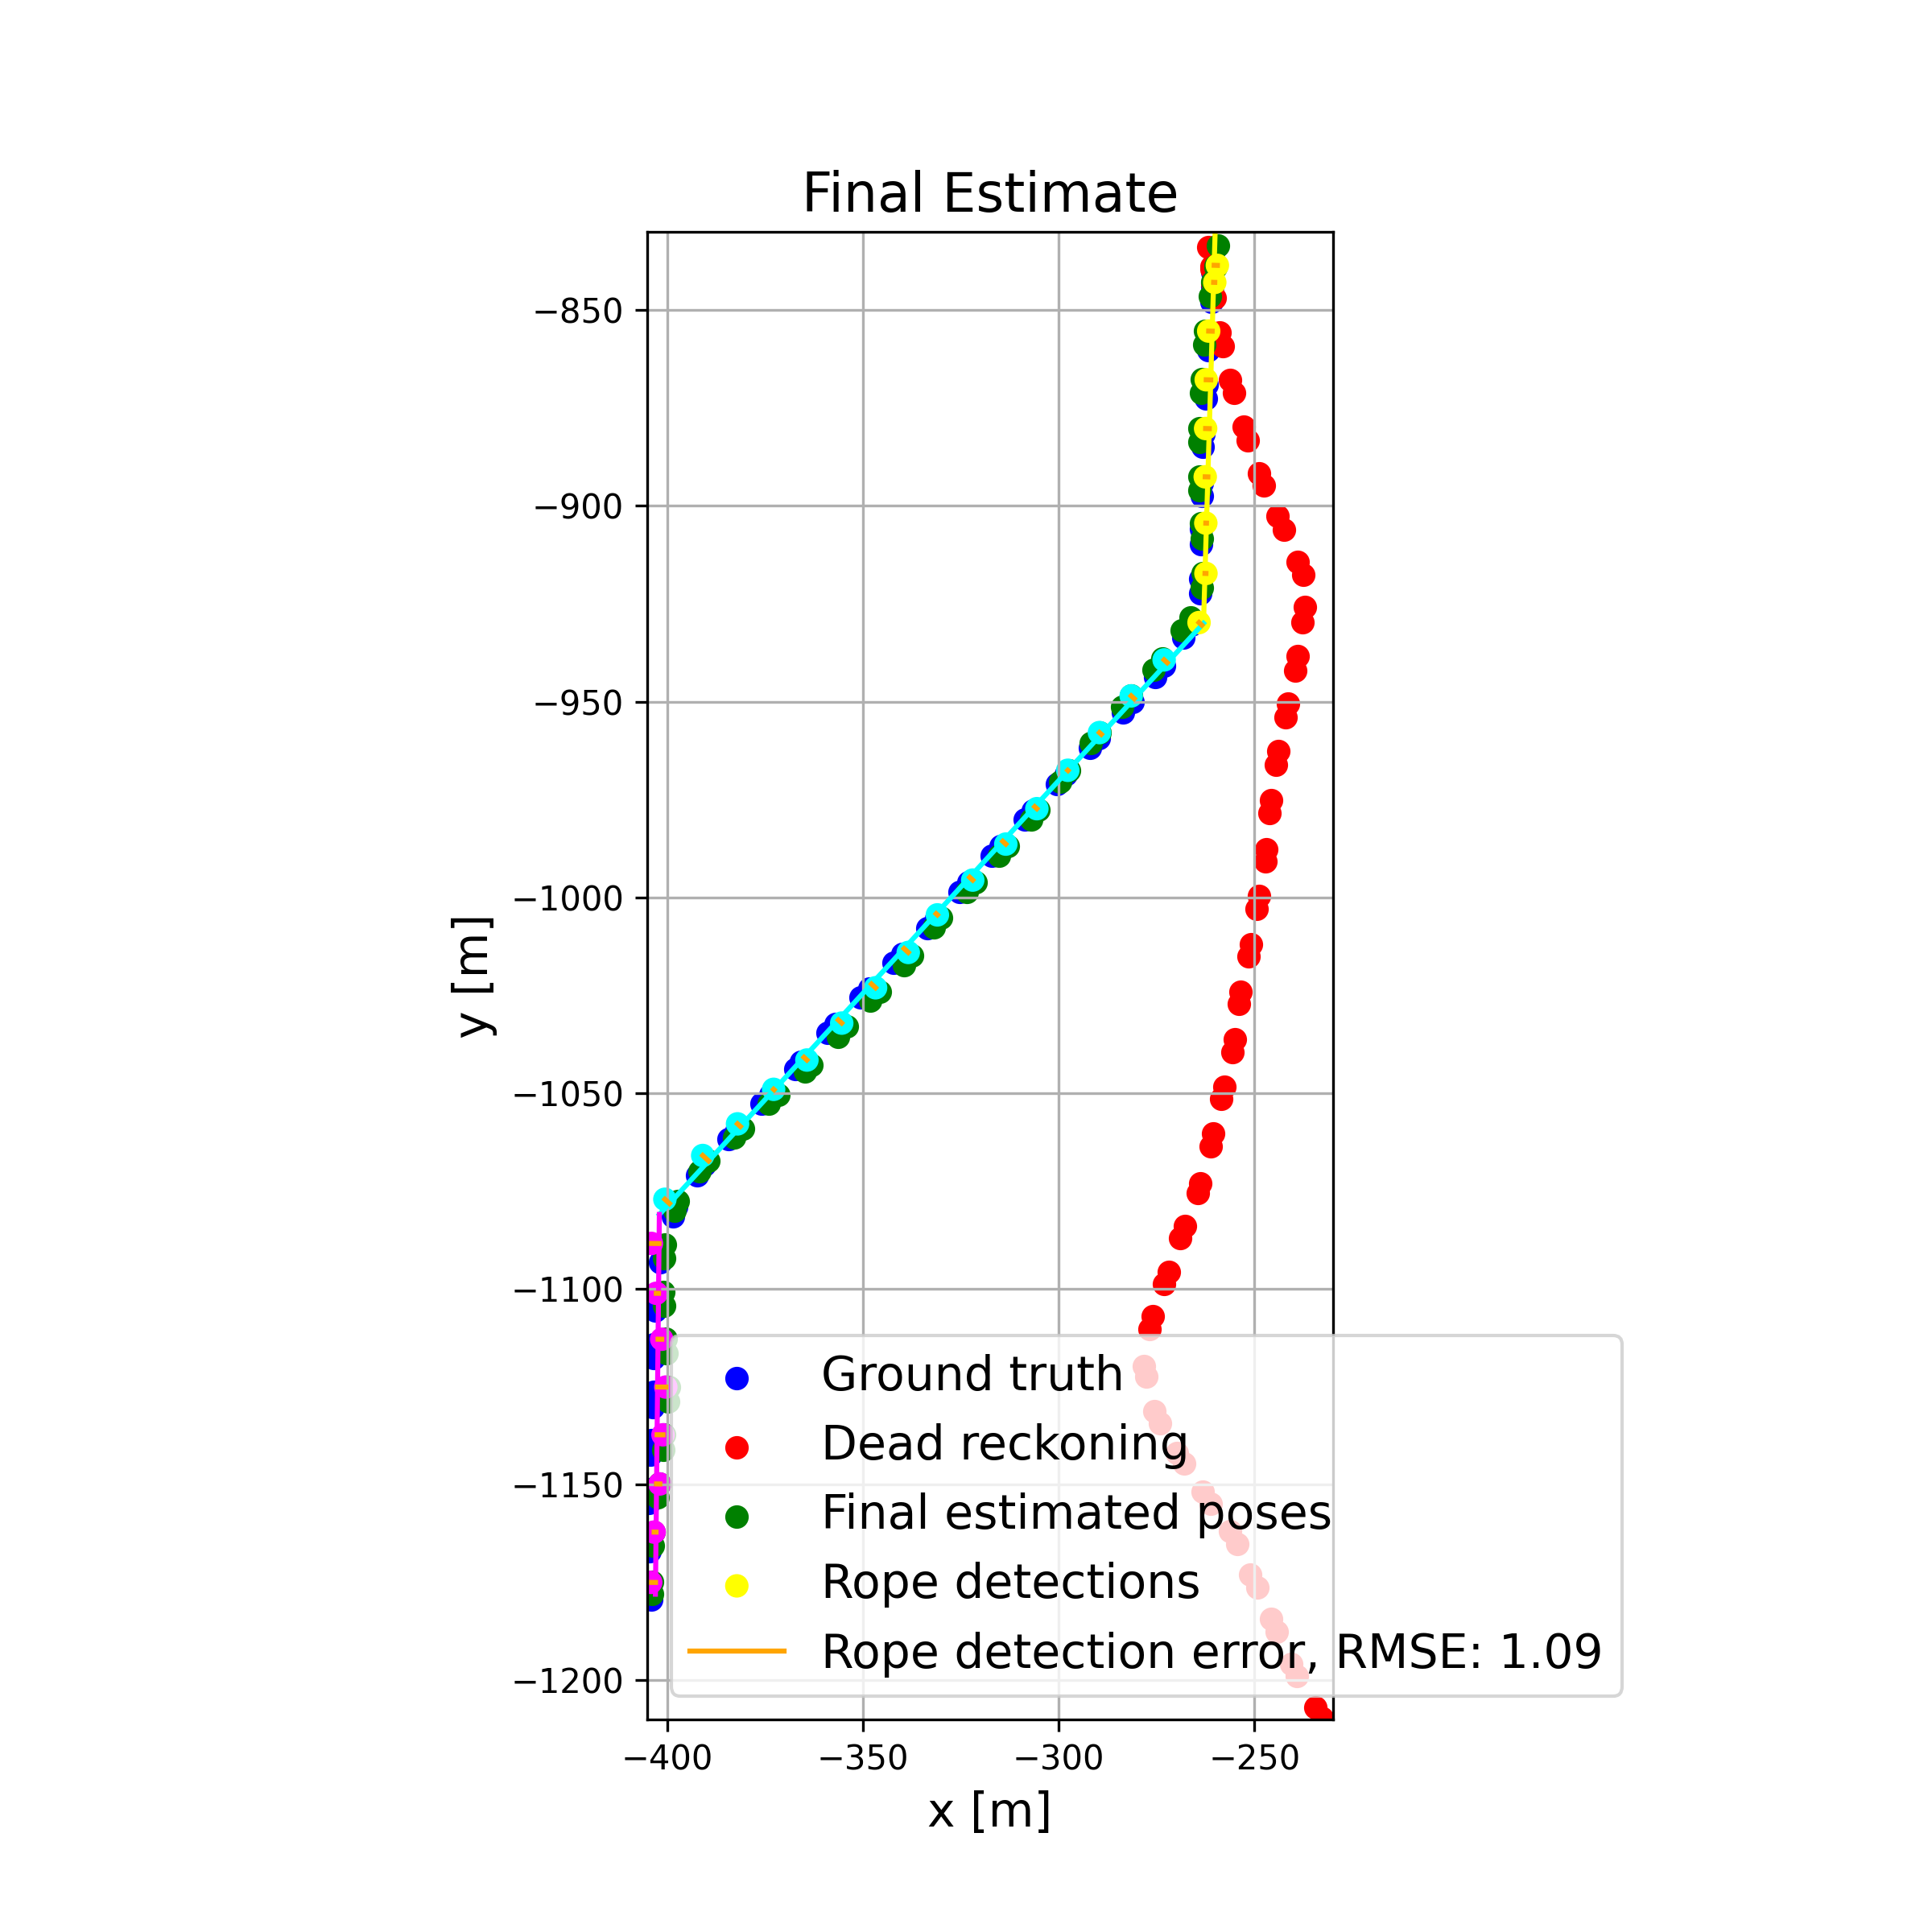 Final Estimate
y [m]
−850
−900
−950
−1000
−1050
−1100
−1150
−1200
Ground truth
Dead reckoning
Final estimated poses
Rope detections
Rope detection error, RMSE: 1.09
−400 −350 −300 −250
x [m]